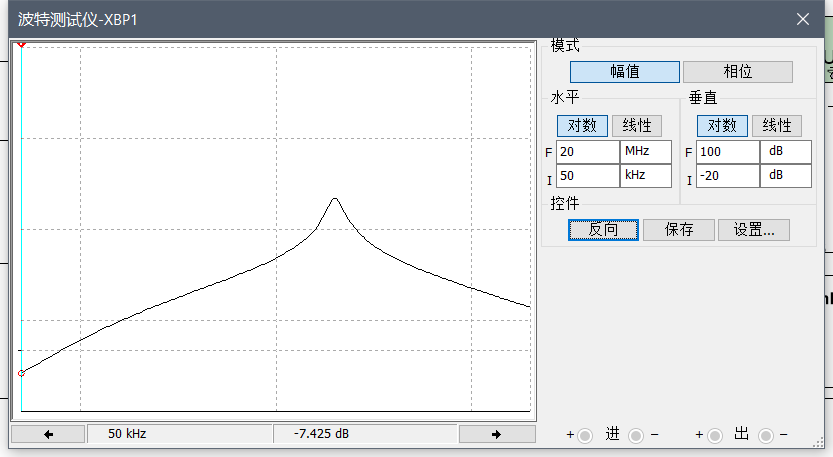 波特测试仪-XBP1
模式
幅值 相位
水平 垂直
对数 线性 对数 线性
F 20 MHz F 100 dB
I 50 kHz I -20 dB
控件
反向 保存 设置...
50 kHz -7.425 dB + 进 − + 出 −